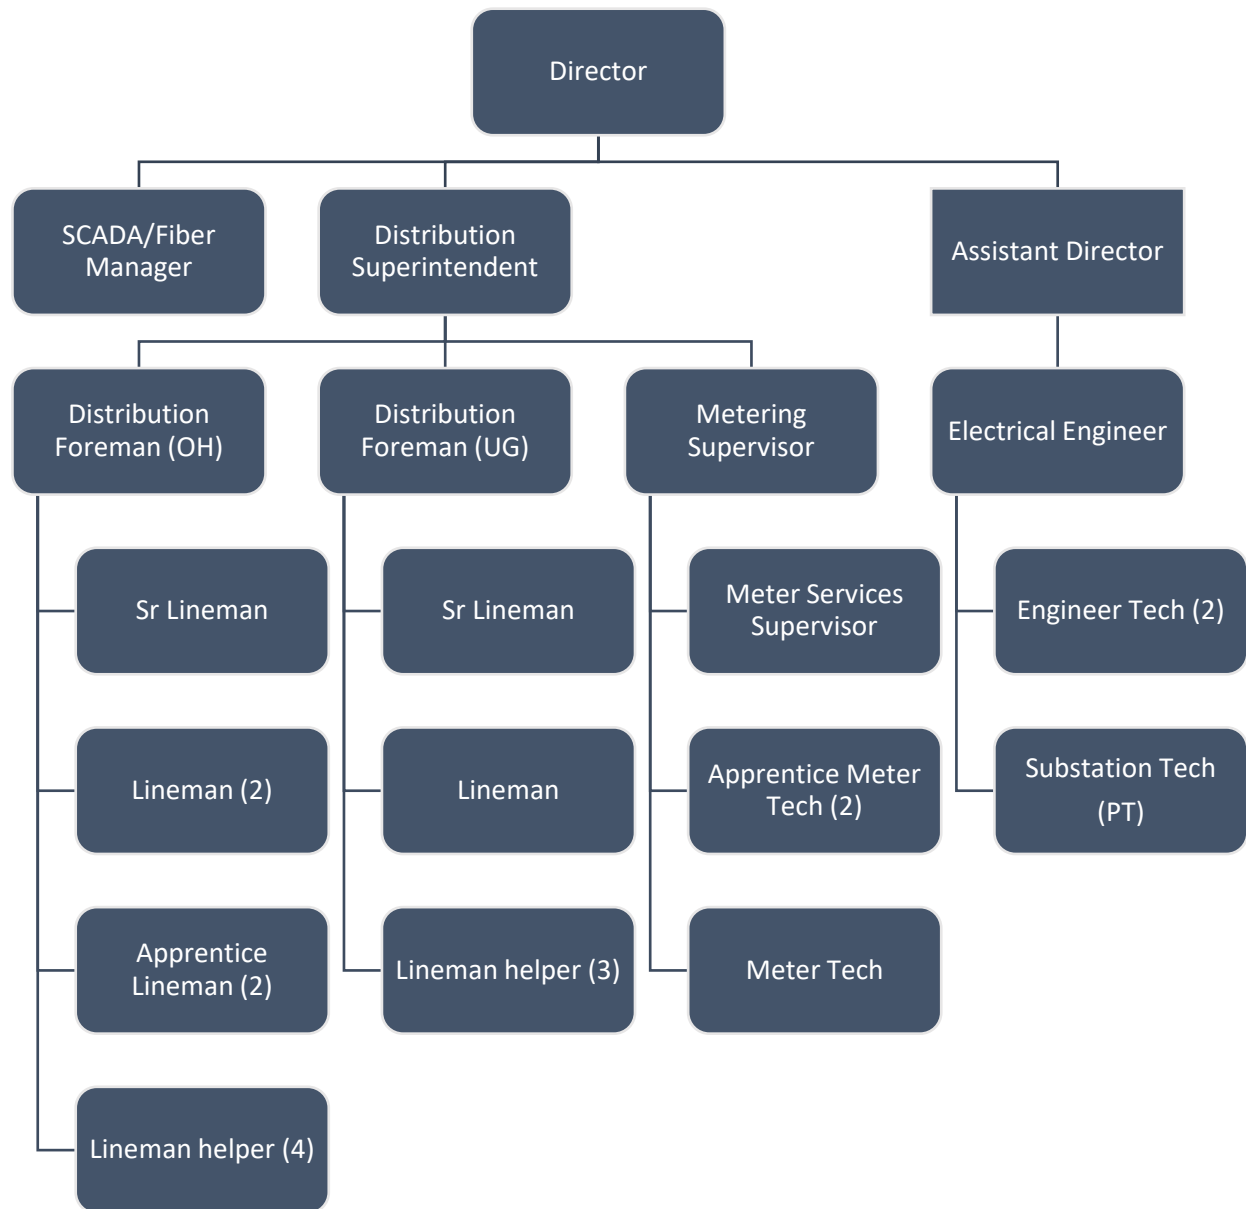 Director
SCADA/Fiber
Manager
Distribution
Superintendent
Assistant Director
Distribution
Foreman (OH)
Distribution
Foreman (UG)
Metering
Supervisor
Electrical Engineer
Sr Lineman
Sr Lineman
Meter Services
Supervisor
Engineer Tech (2)
Lineman (2)
Lineman
Apprentice Meter
Tech (2)
Substation Tech
(PT)
Apprentice
Lineman (2)
Lineman helper (3)
Meter Tech
Lineman helper (4)